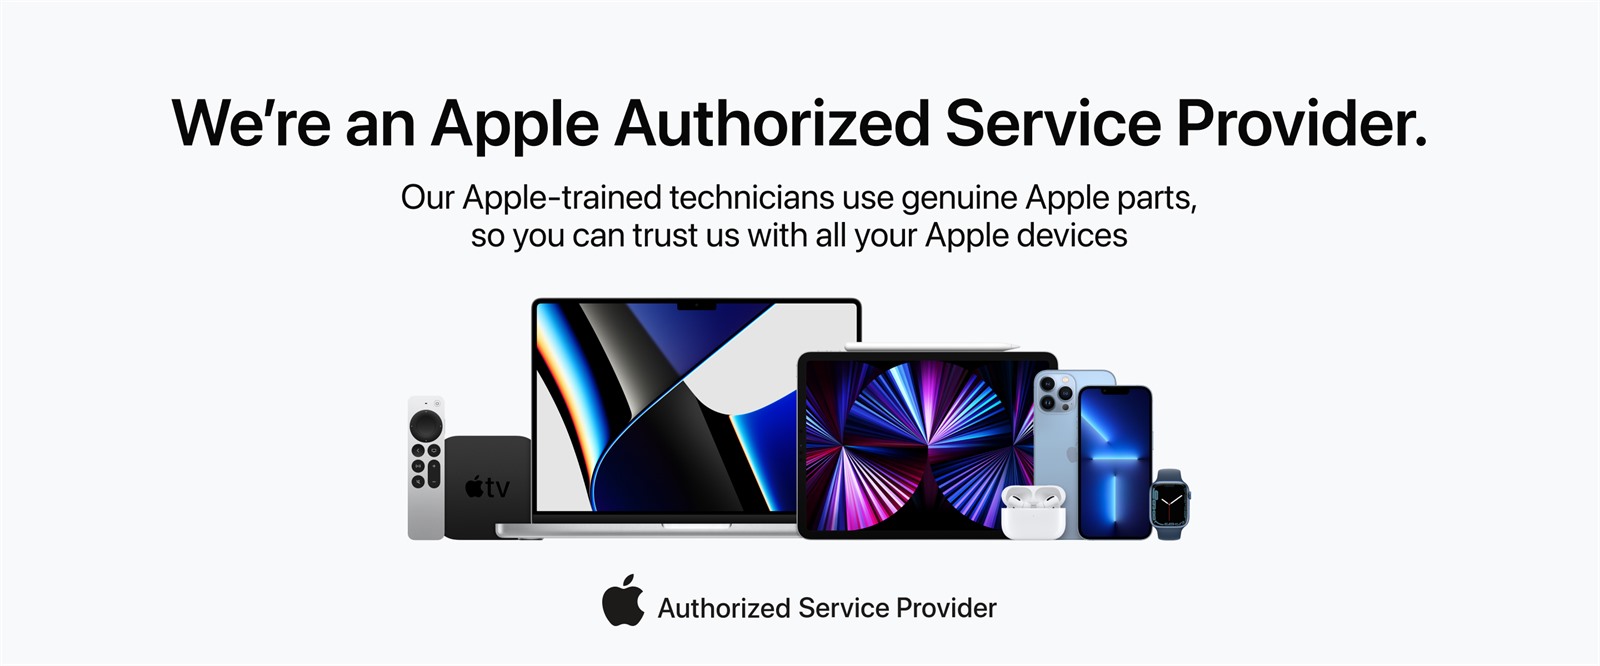 We’re an Apple Authorized Service Provider.
Our Apple-trained technicians use genuine Apple parts,
so you can trust us with all your Apple devices
tv
Authorized Service Provider